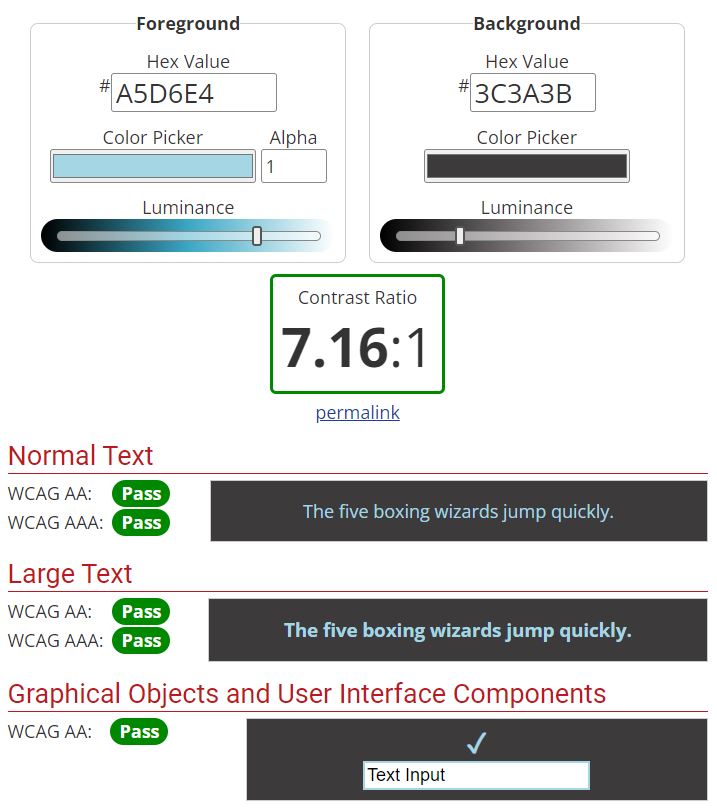 Foreground
Background
Hex Value
Hex Value
# A5D6E4
# 3C3A3B
Color Picker
Alpha
Color Picker
1
Luminance
Luminance
Contrast Ratio
7.16:1
permalink
Normal Text
WCAG AA: Pass
WCAG AAA: Pass
The five boxing wizards jump quickly.
Large Text
WCAG AA: Pass
WCAG AAA: Pass
The five boxing wizards jump quickly.
Graphical Objects and User Interface Components
WCAG AA: Pass
Text Input